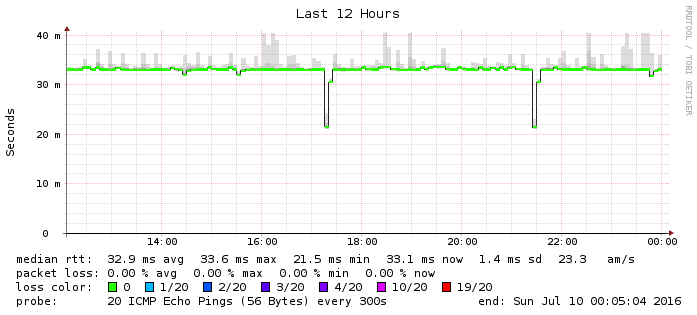 Last 12 Hours
RRDTOOL / TOBI OETIKER
Seconds
40 m
30 m
20 m
10 m
0
14:00 16:00 18:00 20:00 22:00 00:00
median rtt: 32.9 ms avg 33.6 ms max 21.5 ms min 33.1 ms now 1.4 ms sd 23.3 am/s
packet loss: 0.00 % avg 0.00 % max 0.00 % min 0.00 % now
loss color: 0 1/20 2/20 3/20 4/20 10/20 19/20
probe: 20 ICMP Echo Pings (56 Bytes) every 300s end: Sun Jul 10 00:05:04 2016